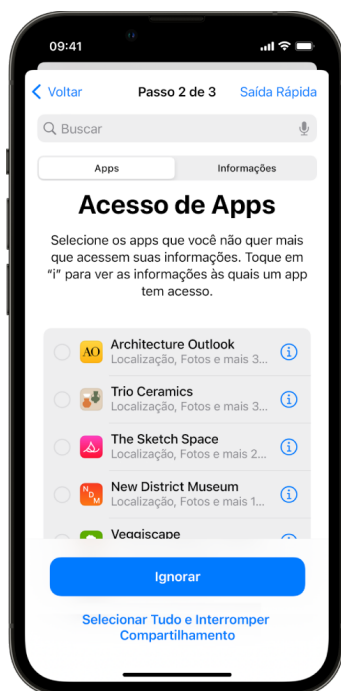 09:41
Voltar
Passo 2 de 3
Saída Rápida
Buscar
Apps
Informações
Acesso de Apps
Selecione os apps que você não quer mais
que acessem suas informações. Toque em
“i” para ver as informações às quais um app
tem acesso.
AO
Architecture Outlook
Localização, Fotos e mais 3...
i
Trio Ceramics
Localização, Fotos e mais 3...
i
The Sketch Space
Localização, Fotos e mais 2...
i
NDM
New District Museum
Localização, Fotos e mais 1...
i
Veggiscape
Ignorar
Selecionar Tudo e Interromper
Compartilhamento